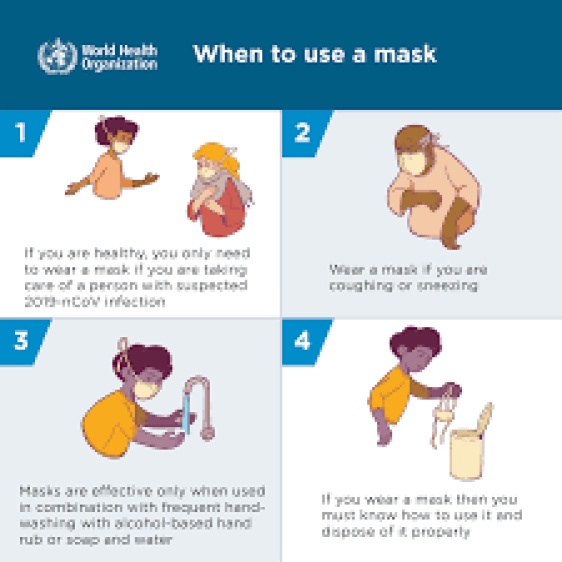 World Health
Organization
When to use a mask
1
If you are healthy, you only need
to wear a mask if you are taking
care of a person with suspected
2019-nCoV infection
2
Wear a mask if you are
coughing or sneezing
3
Masks are effective only when used
in combination with frequent hand-
washing with alcohol-based hand
rub or soap and water
4
If you wear a mask then you
must know how to use it and
dispose of it properly